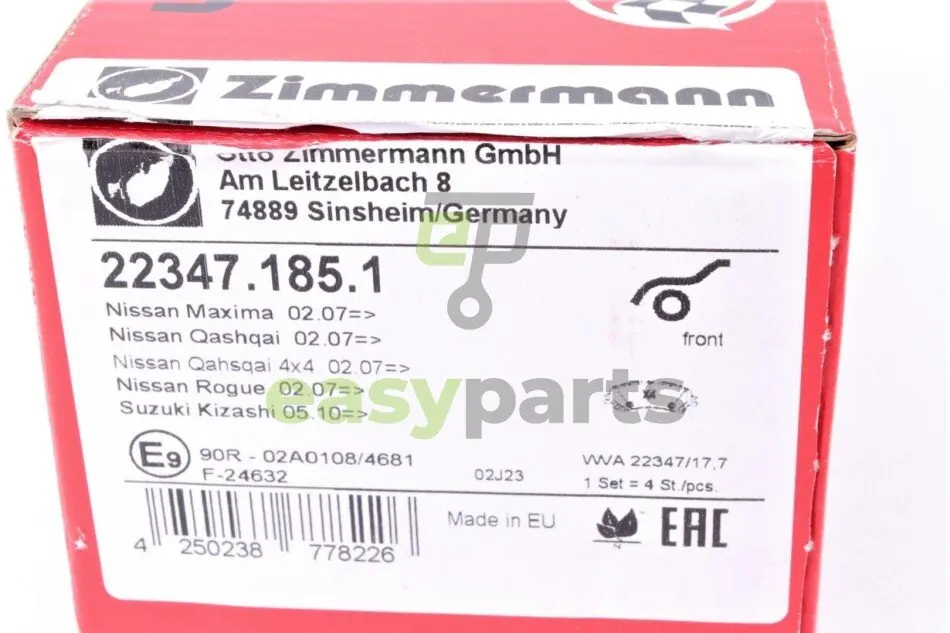 Zimmermann
Otto Zimmermann GmbH
Am Leitzelbach 8
74889 Sinsheim/Germany
22347.185.1
Nissan Maxima 02.07=>
Nissan Qashqai 02.07=>
Nissan Qahsqai 4x4 02.07=>
Nissan Rogue 02.07=>
Suzuki Kizashi 05.10=>
front
X4
ep
easyparts
E9
90R - 02A0108/4681
F-24632
02J23
WVA 22347/17,7
1 Set = 4 St./pcs.
Made in EU
EAC
4 250238 778226